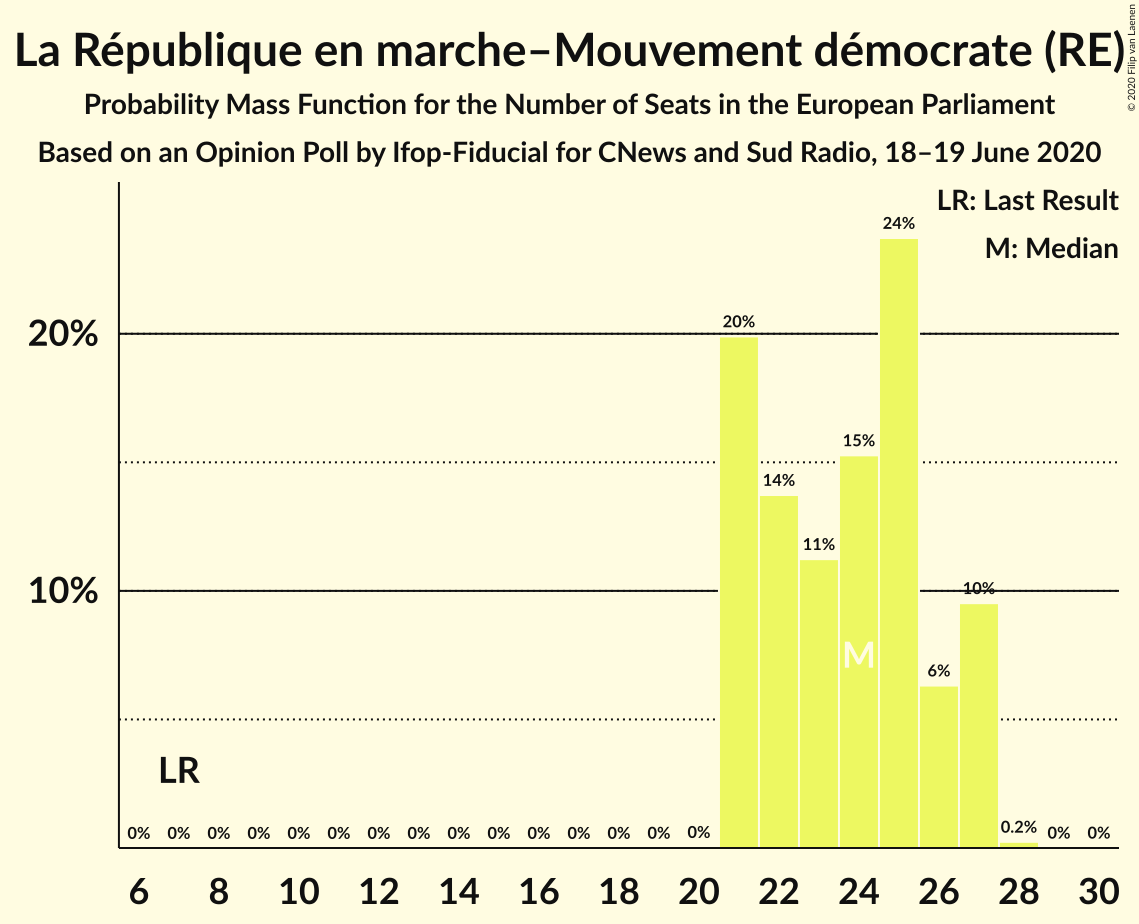 La République en marche–Mouvement démocrate (RE)
Probability Mass Function for the Number of Seats in the European Parliament
Based on an Opinion Poll by Ifop-Fiducial for CNews and Sud Radio, 18–19 June 2020
© 2020 Filip van Laenen
LR: Last Result
M: Median
24%
20%
20%
15%
14%
11%
10%
10%
6%
M
LR
0% 0% 0% 0% 0% 0% 0% 0% 0% 0% 0% 0% 0% 0% 0% 0.2% 0% 0%
6 8 10 12 14 16 18 20 22 24 26 28 30